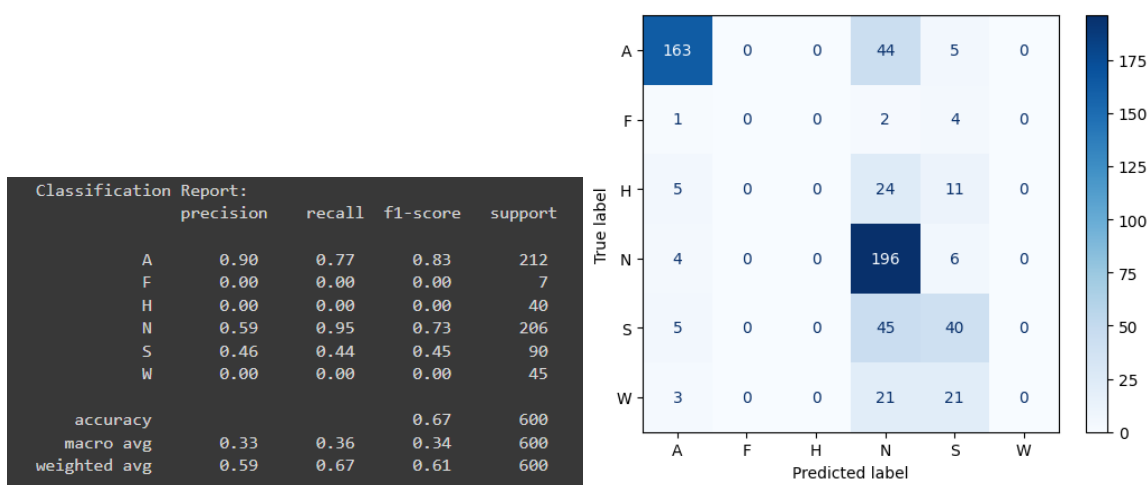 Classification Report:
precision recall f1-score support
A 0.90 0.77 0.83 212
F 0.00 0.00 0.00 7
H 0.00 0.00 0.00 40
N 0.59 0.95 0.73 206
S 0.46 0.44 0.45 90
W 0.00 0.00 0.00 45
accuracy 0.67 600
macro avg 0.33 0.36 0.34 600
weighted avg 0.59 0.67 0.61 600
True label
A 163 0 0 44 5 0
F 1 0 0 2 4 0
H 5 0 0 24 11 0
N 4 0 0 196 6 0
S 5 0 0 45 40 0
W 3 0 0 21 21 0
A F H N S W
Predicted label
175
150
125
100
75
50
25
0